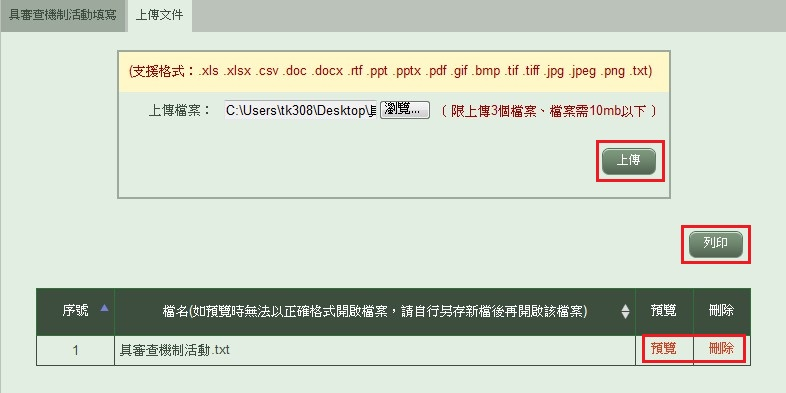 具審查機制活動填寫 上傳文件
(支援格式：.xls .xlsx .csv .doc .docx .rtf .ppt .pptx .pdf .gif .bmp .tif .tiff .jpg .jpeg .png .txt)
上傳檔案： C:\Users\tk308\Desktop\ 瀏覽... （ 限上傳3個檔案、檔案需10mb以下 ）
上傳
列印
序號 檔名(如預覽時無法以正確格式開啟檔案，請自行另存新檔後再開啟該檔案) 預覽 刪除
1 具審查機制活動.txt 預覽 刪除